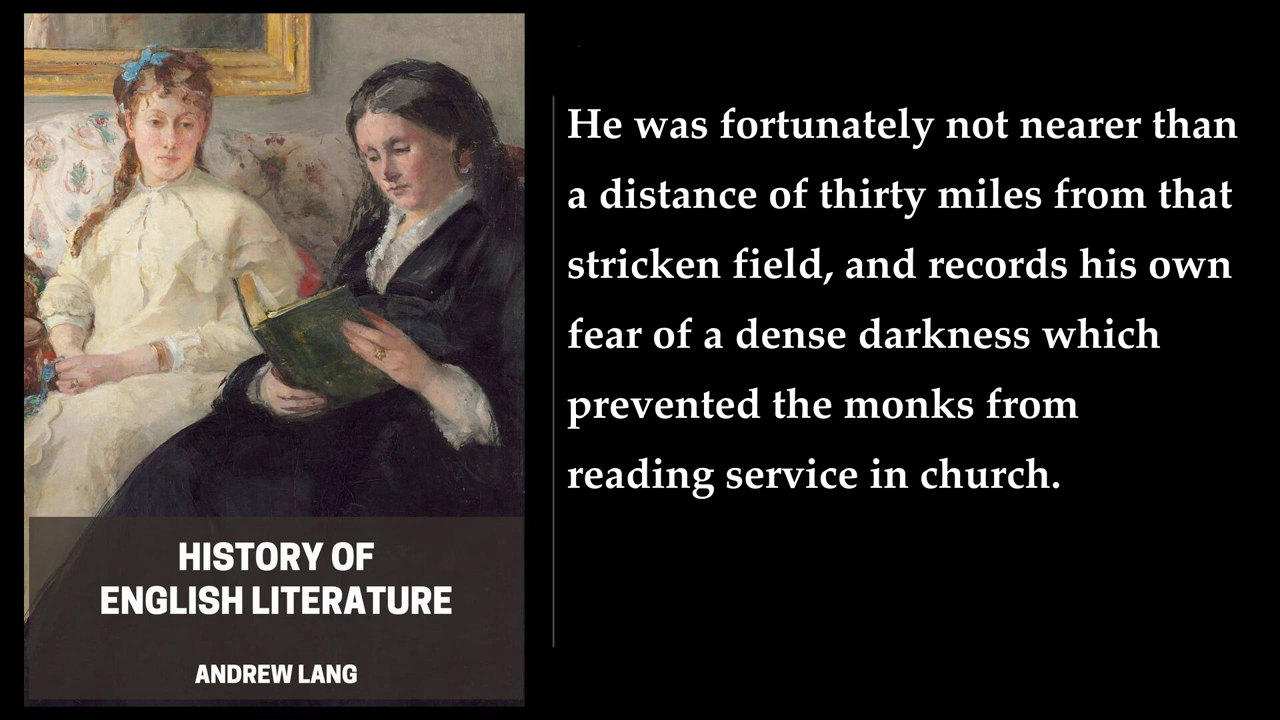 HISTORY OF
ENGLISH LITERATURE
ANDREW LANG
He was fortunately not nearer than
a distance of thirty miles from that
stricken field, and records his own
fear of a dense darkness which
prevented the monks from
reading service in church.